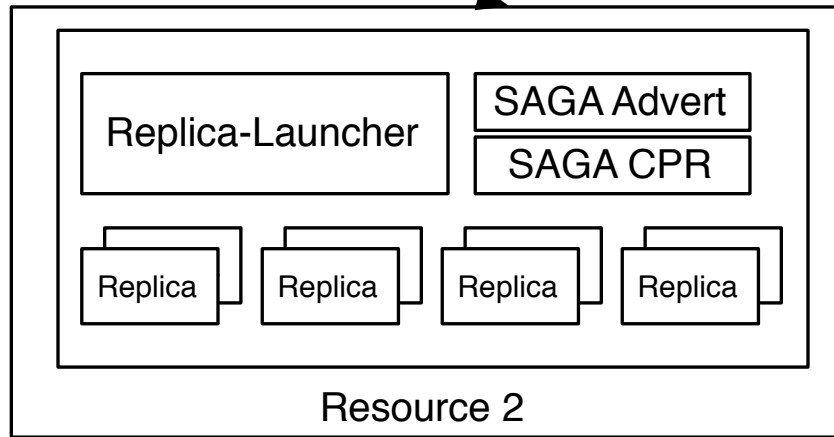 Replica-Launcher
SAGA Advert
SAGA CPR
Replica
Replica
Replica
Replica
Resource 2